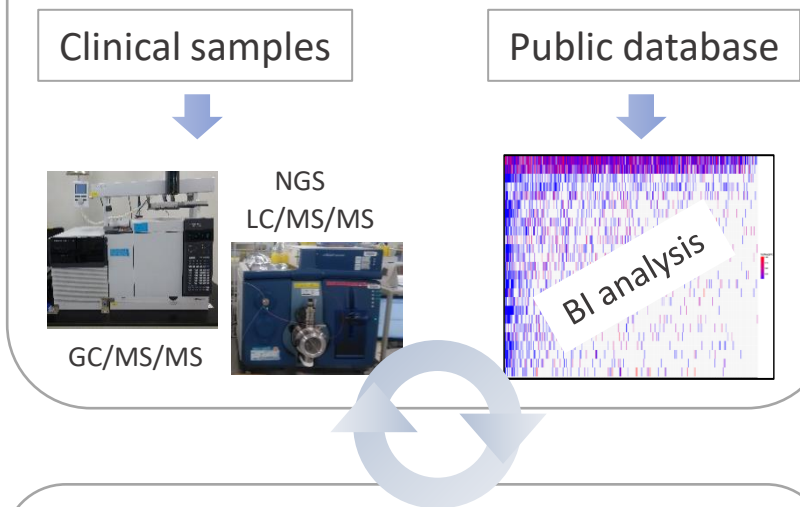 Clinical samples
Public database
NGS
LC/MS/MS
GC/MS/MS
BI analysis